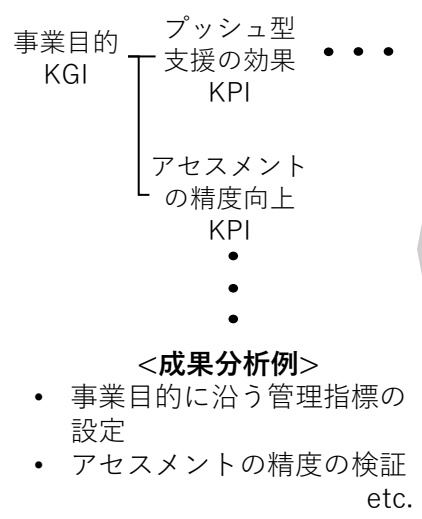 事業目的
KGI
プッシュ型
支援の効果
KPI
• • •
アセスメント
の精度向上
KPI
•
•
•
<成果分析例>
• 事業目的に沿う管理指標の
設定
• アセスメントの精度の検証
etc.